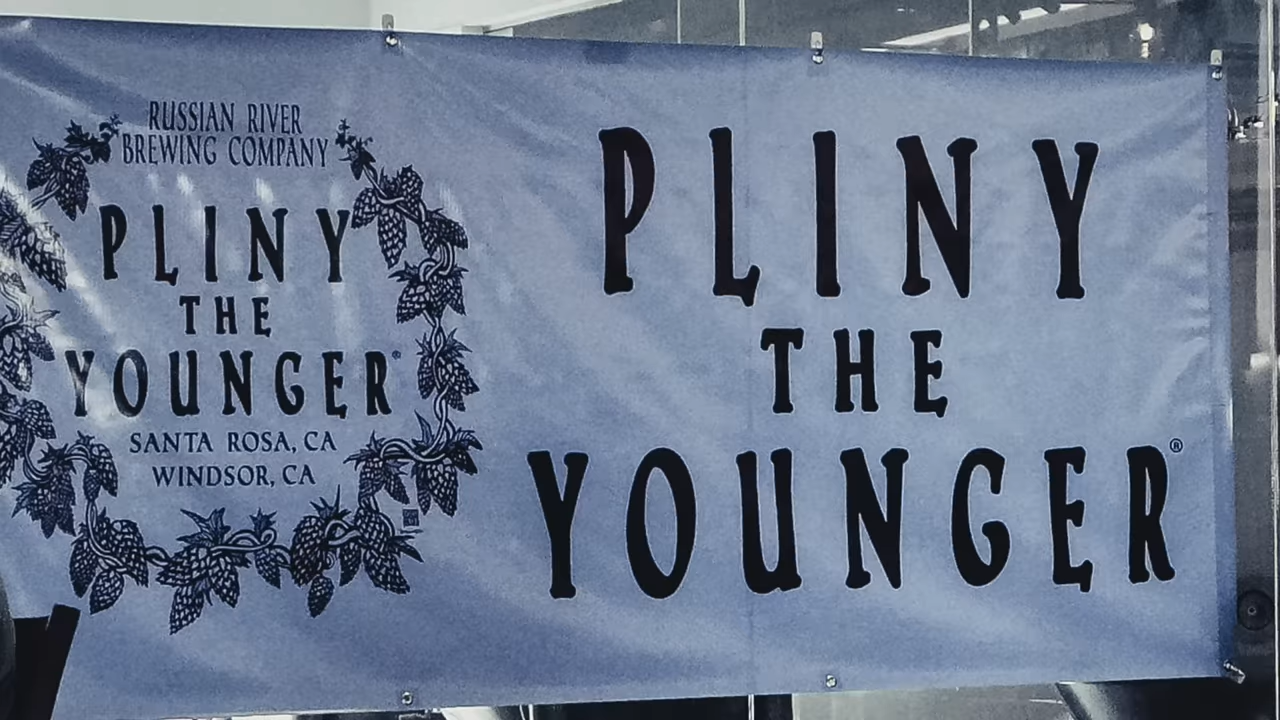 RUSSIAN RIVER
BREWING COMPANY
PLINY
THE
YOUNGER®
SANTA ROSA, CA
WINDSOR, CA
PLINY
THE
YOUNGER®